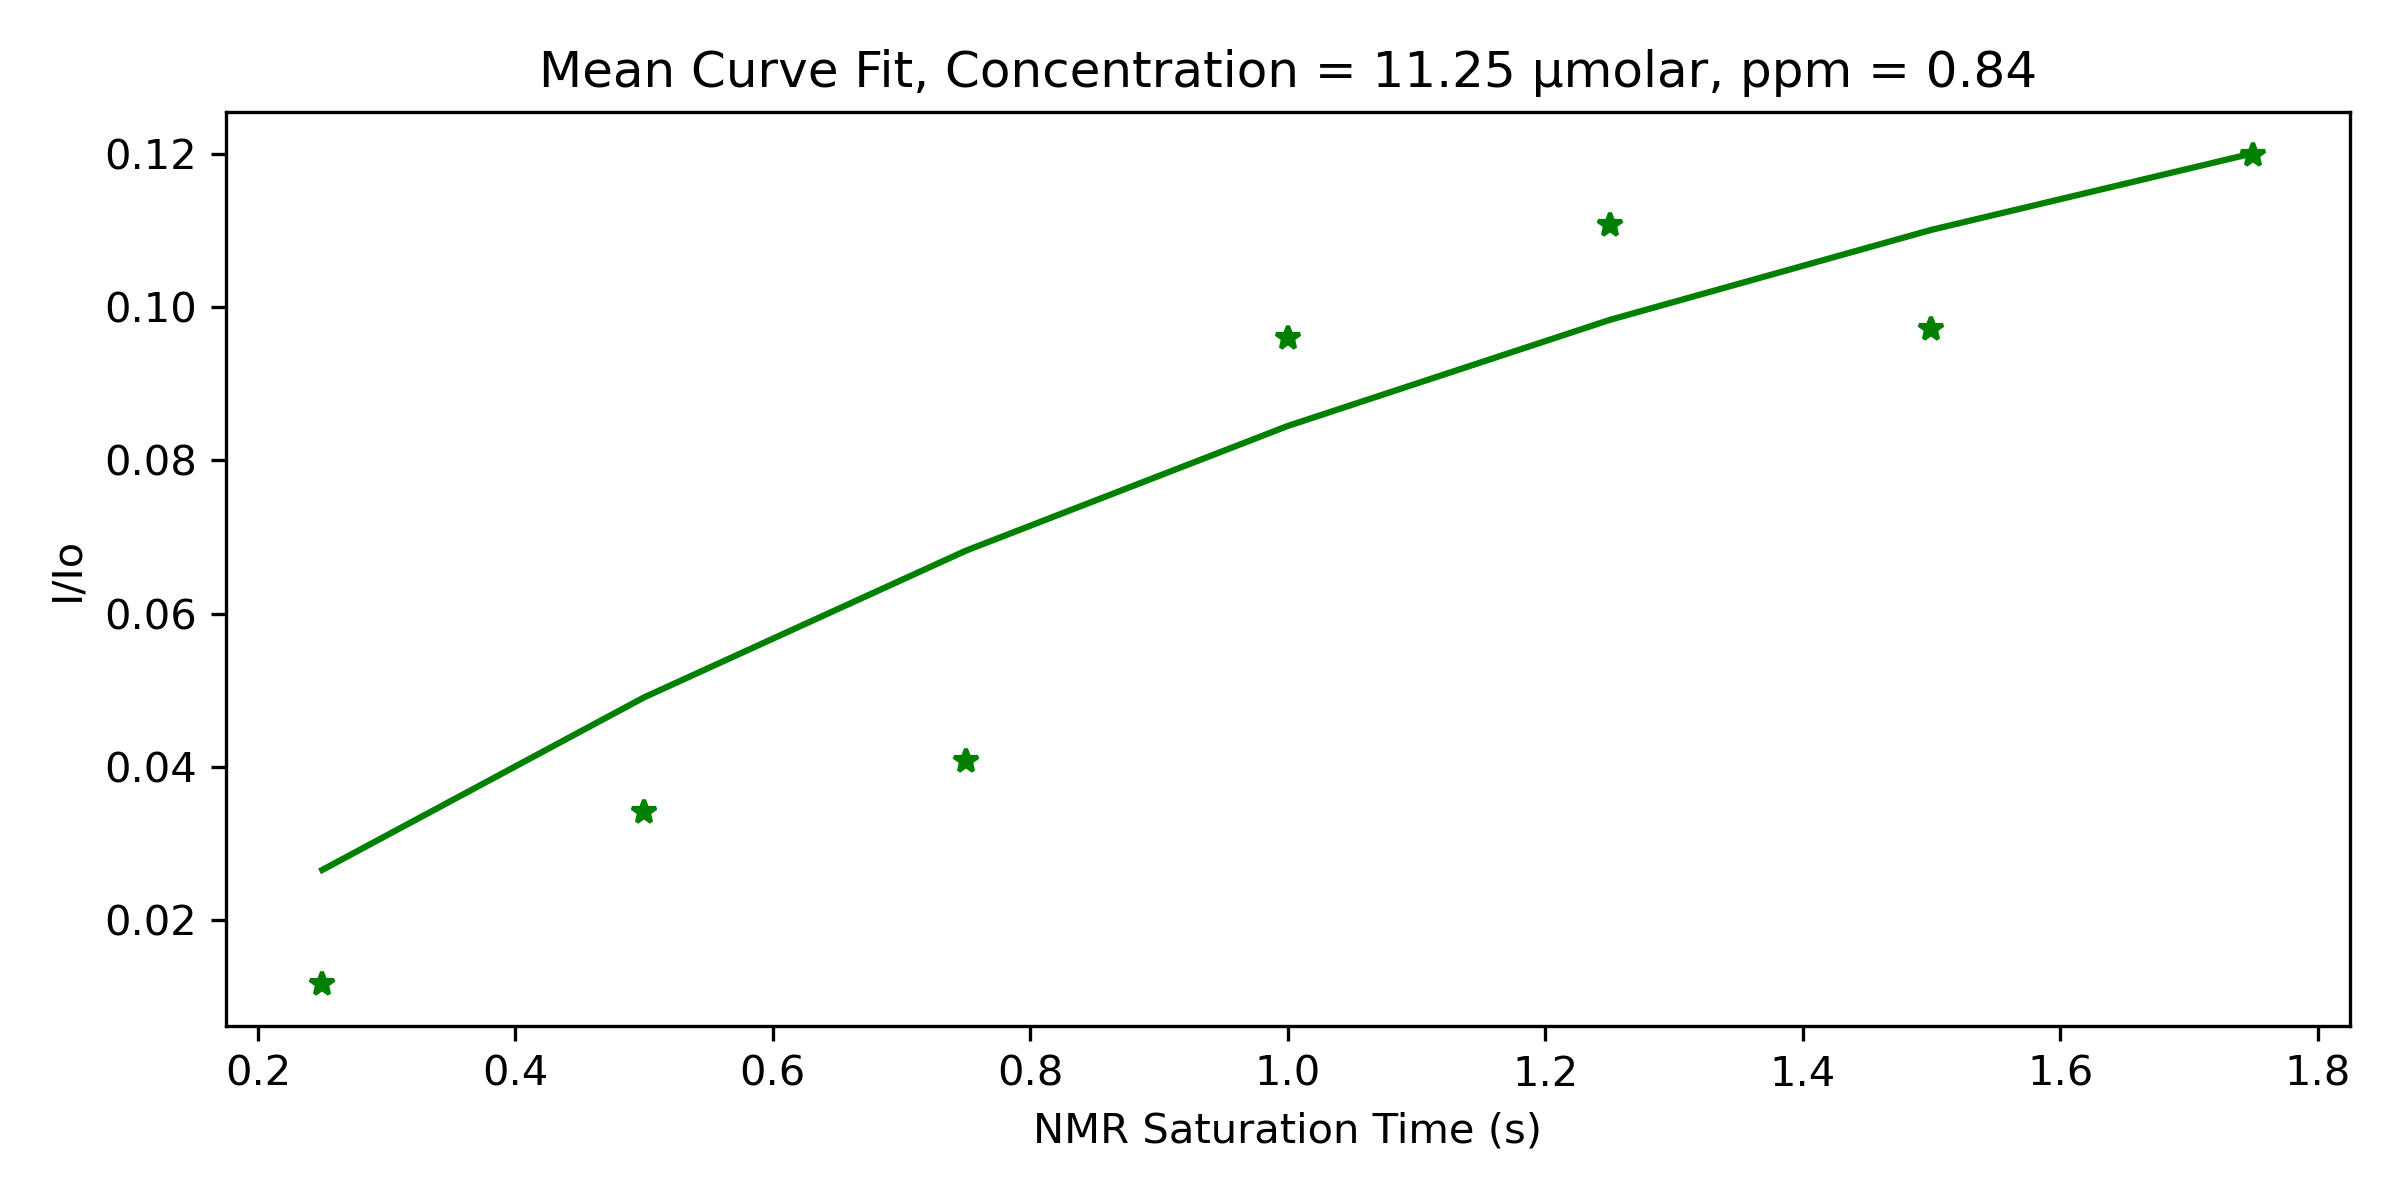 Mean Curve Fit, Concentration = 11.25 μmolar, ppm = 0.84
0.12
0.10
0.08
0.06
0.04
0.02
I/Io
0.2 0.4 0.6 0.8 1.0 1.2 1.4 1.6 1.8
NMR Saturation Time (s)